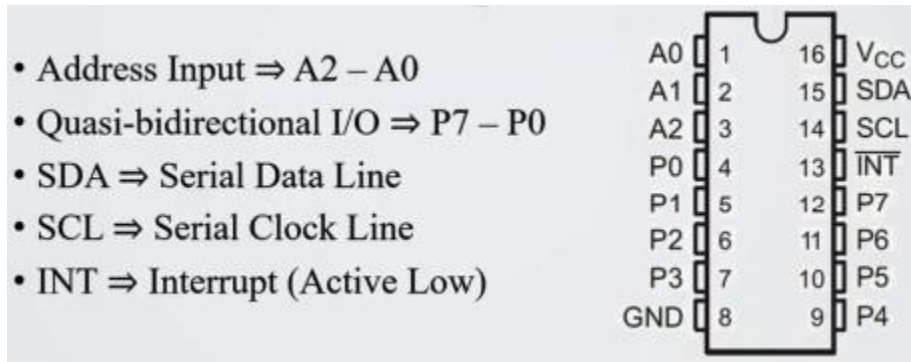 • Address Input ⇒ A2 – A0
• Quasi-bidirectional I/O ⇒ P7 – P0
• SDA ⇒ Serial Data Line
• SCL ⇒ Serial Clock Line
• INT ⇒ Interrupt (Active Low)
A0 1 16 VCC
A1 2 15 SDA
A2 3 14 SCL
P0 4 13 INT
P1 5 12 P7
P2 6 11 P6
P3 7 10 P5
GND 8 9 P4